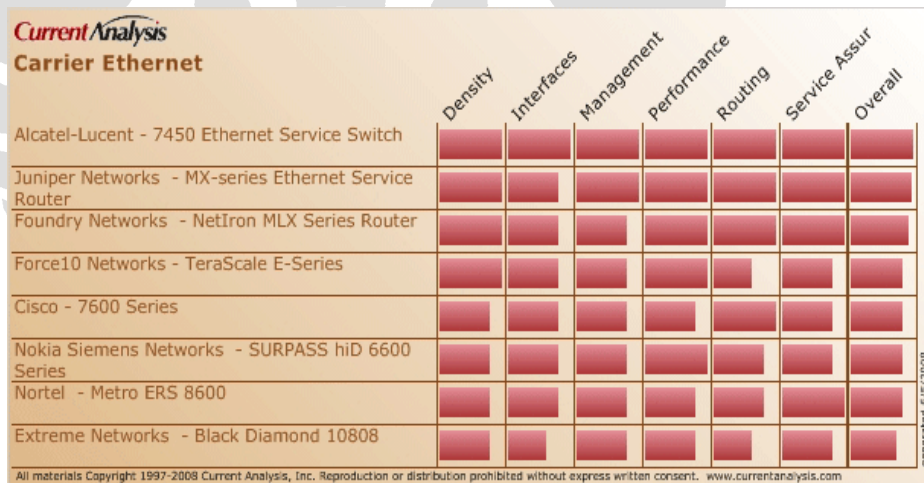 Current Analysis
Carrier Ethernet
Density
Interfaces
Management
Performance
Routing
Service Assur
Overall
Alcatel-Lucent - 7450 Ethernet Service Switch
Juniper Networks - MX-series Ethernet Service
Router
Foundry Networks - NetIron MLX Series Router
Force10 Networks - TeraScale E-Series
Cisco - 7600 Series
Nokia Siemens Networks - SURPASS hiD 6600
Series
Nortel - Metro ERS 8600
Extreme Networks - Black Diamond 10808
All materials Copyright 1997-2008 Current Analysis, Inc. Reproduction or distribution prohibited without express written consent. www.currentanalysis.com